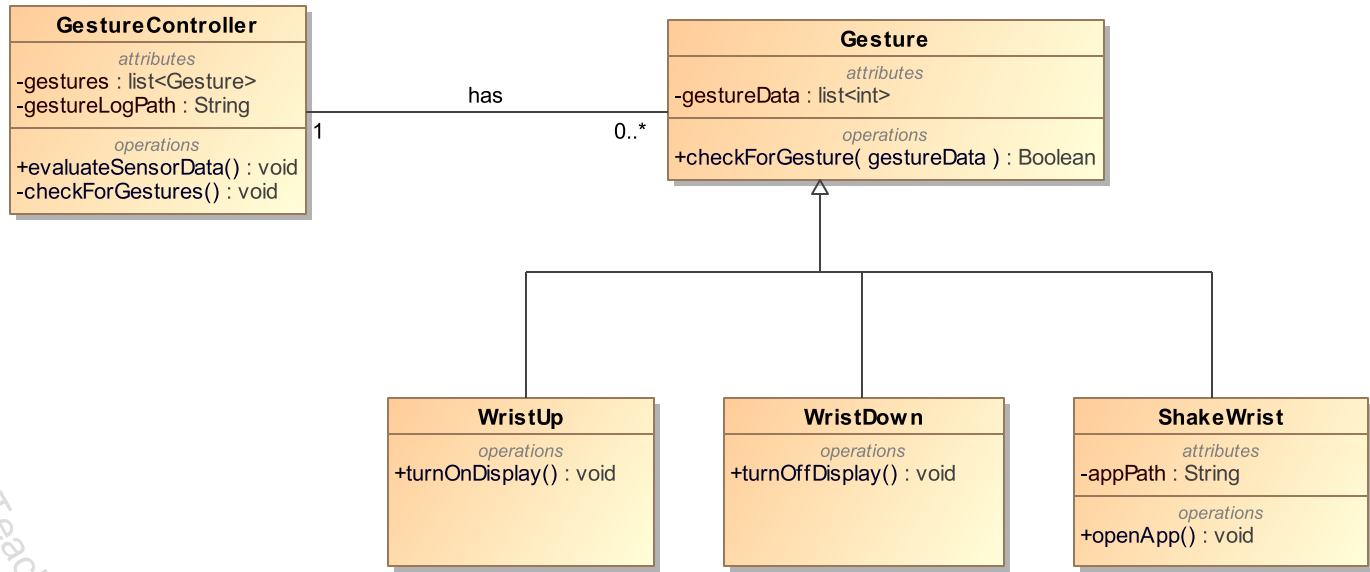 GestureController
attributes
-gestures : list<Gesture>
-gestureLogPath : String
operations
+evaluateSensorData() : void
-checkForGestures() : void
has
1
0..*
Gesture
attributes
-gestureData : list<int>
operations
+checkForGesture( gestureData ) : Boolean
WristUp
operations
+turnOnDisplay() : void
WristDown
operations
+turnOffDisplay() : void
ShakeWrist
attributes
-appPath : String
operations
+openApp() : void